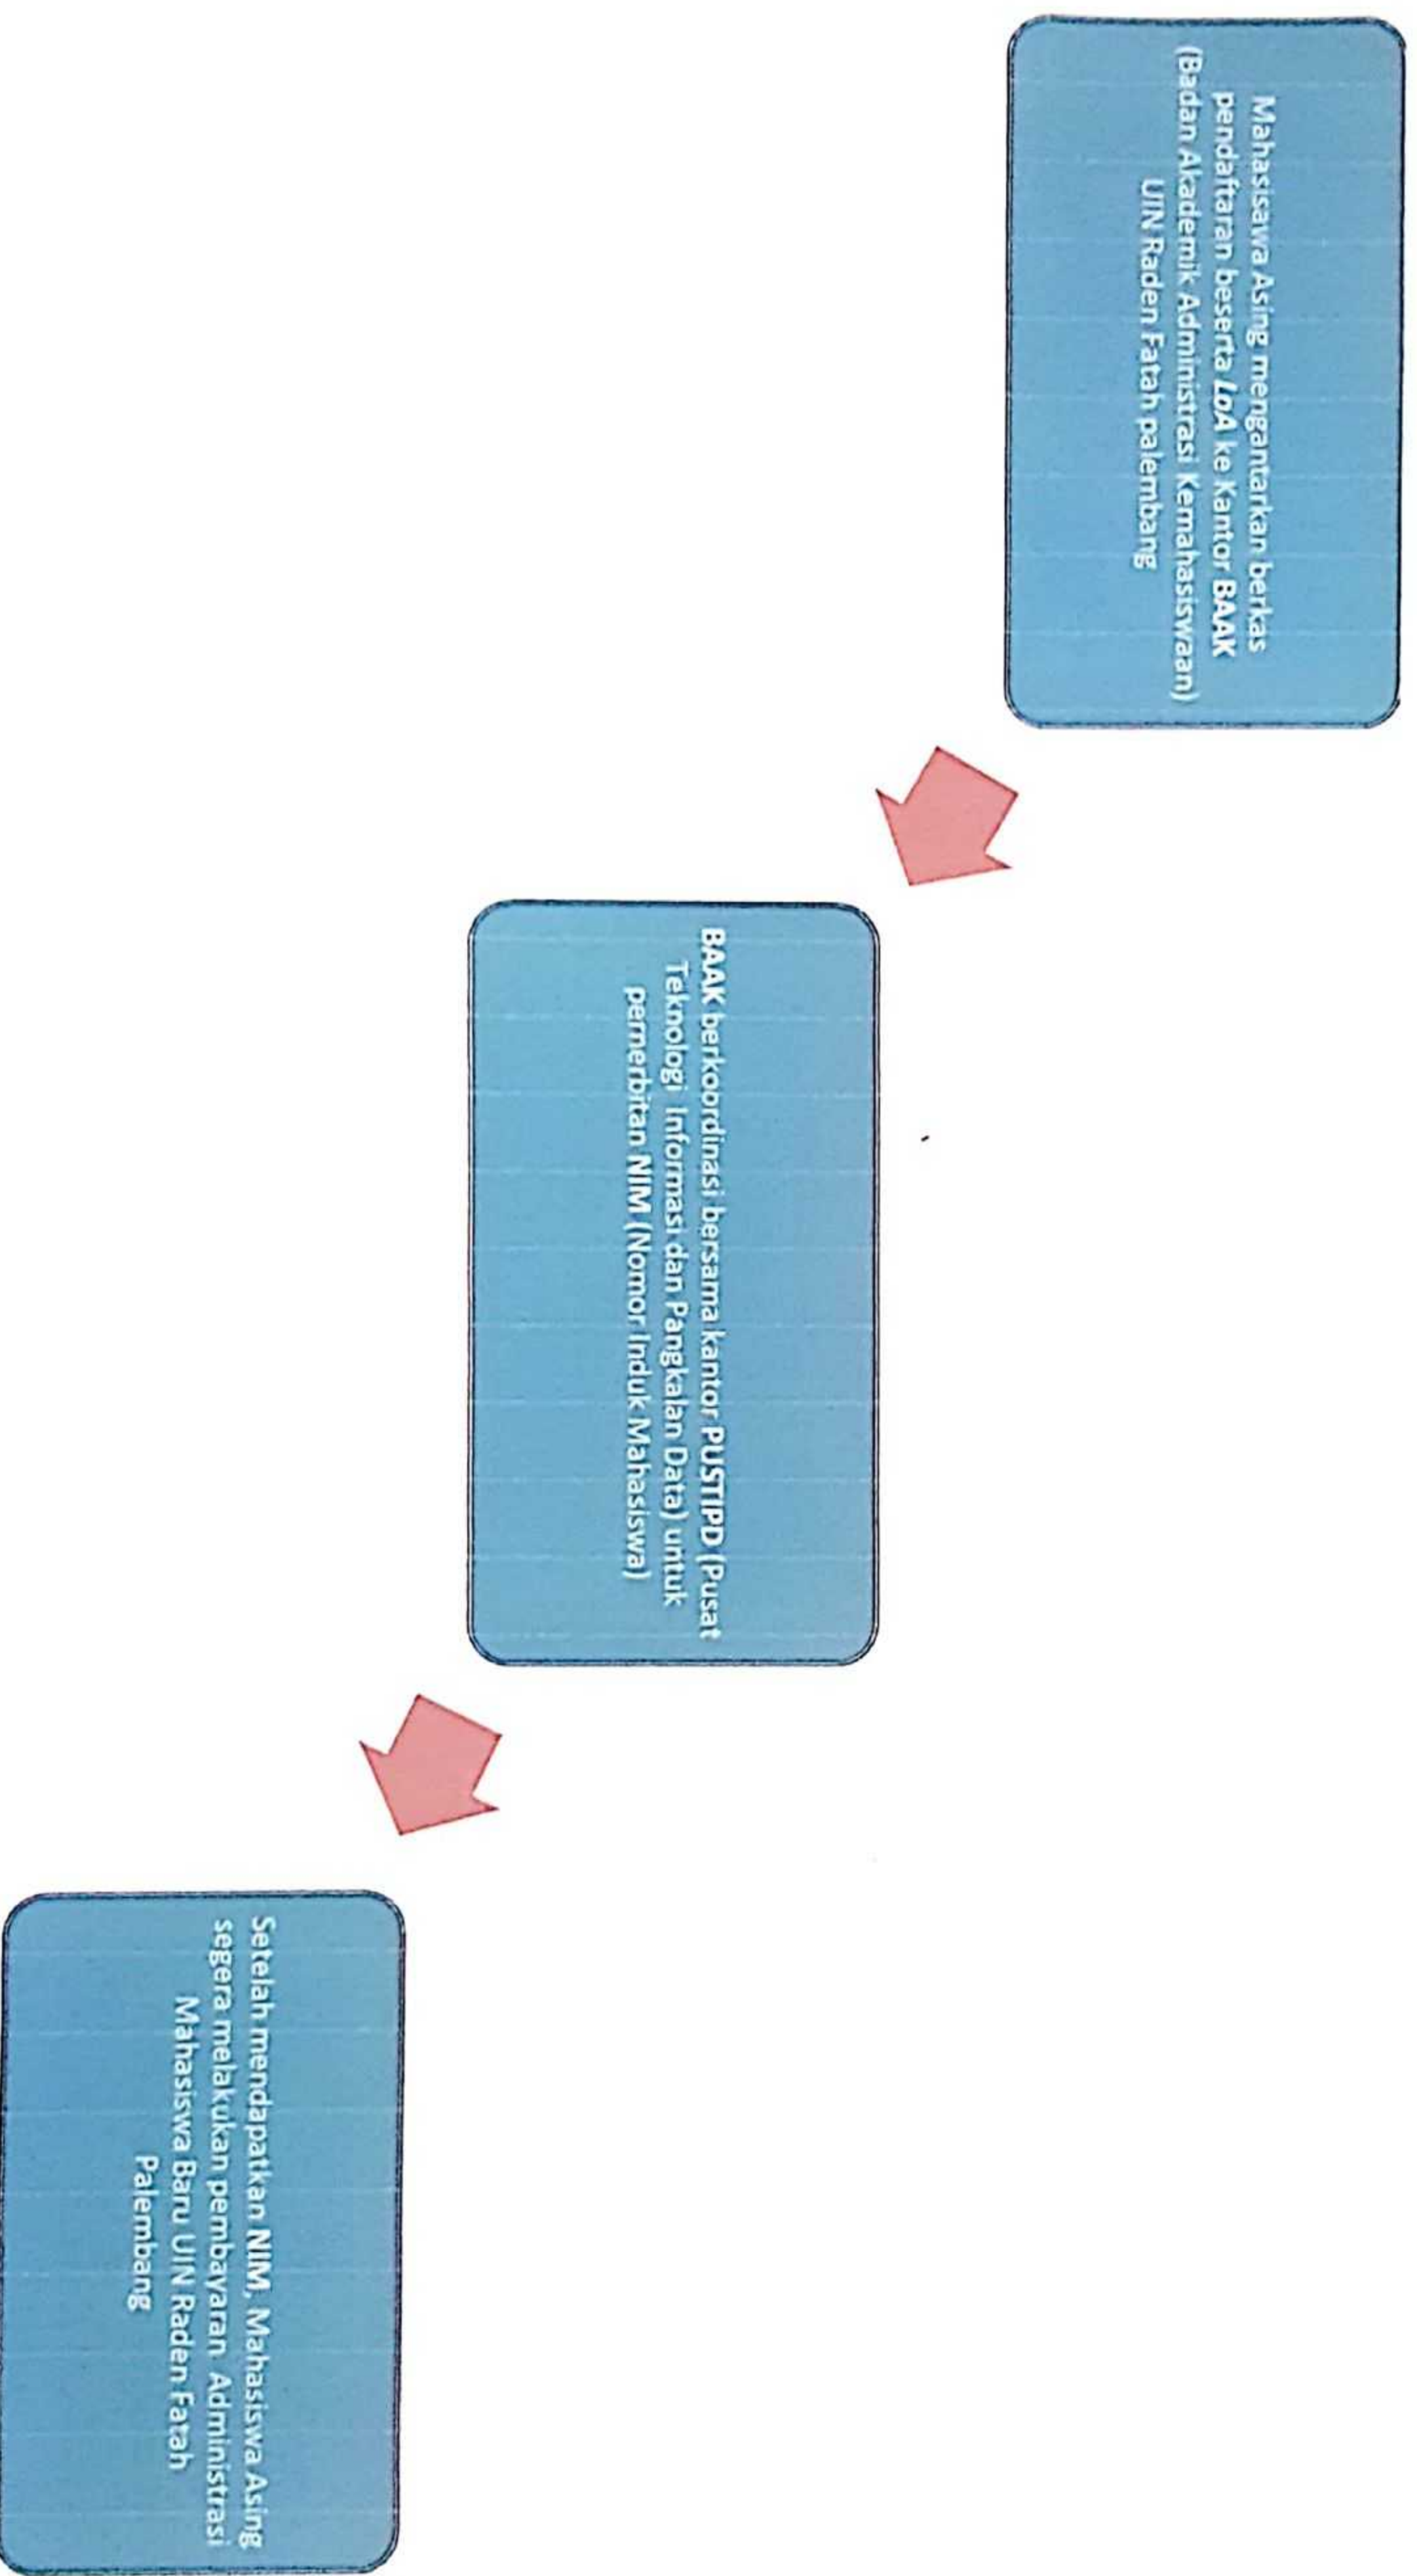 Mahasisawa Asing mengantarkan berkas
pendaftaran beserta LoA ke Kantor BAAK
(Badan Akademik Administrasi Kemahasiswaan)
UIN Raden Fatah palembang
BAAK berkoordinasi bersama kantor PUSTIPD (Pusat
Teknologi Informasi dan Pangkalan Data) untuk
pernerbitan NIM (Nomor Induk Mahasiswa)
Setelah mendapatkan NIM, Mahasiswa Asing
segera melakukan pembayaran Administrasi
Mahasiswa Baru UIN Raden Fatah
Palembang